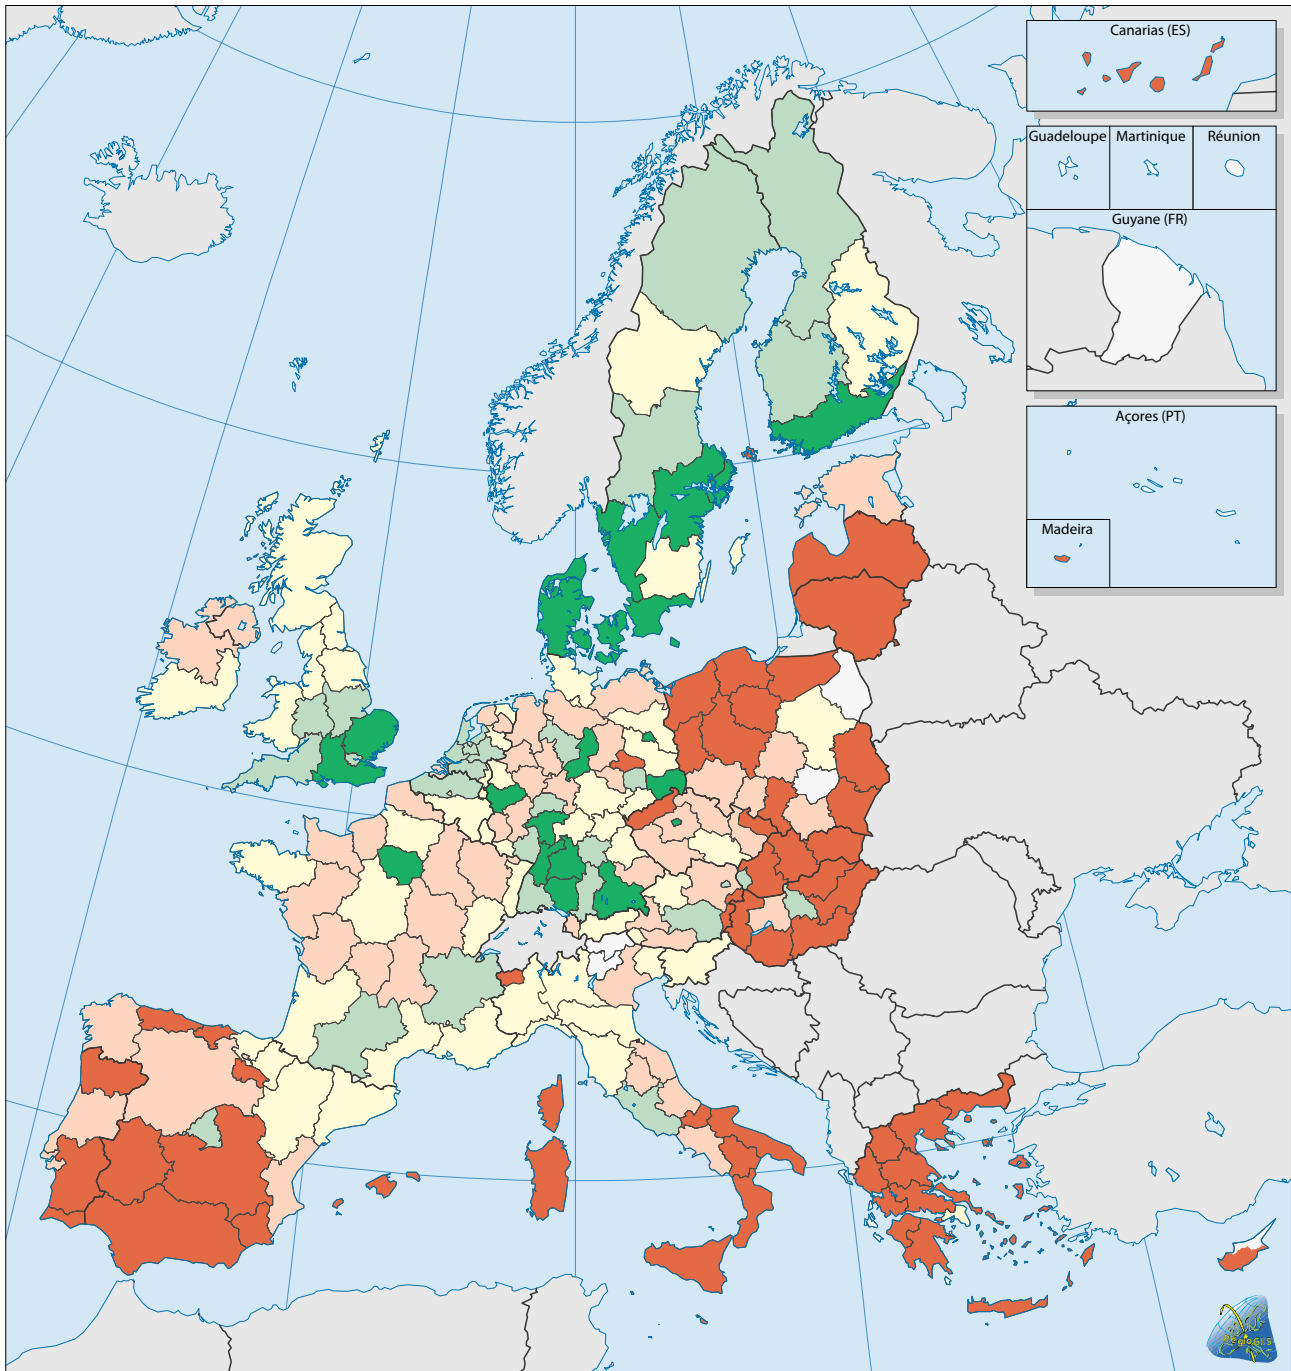 Canarias (ES)
Guadeloupe
Martinique
Réunion
Guyane (FR)
Açores (PT)
Madeira